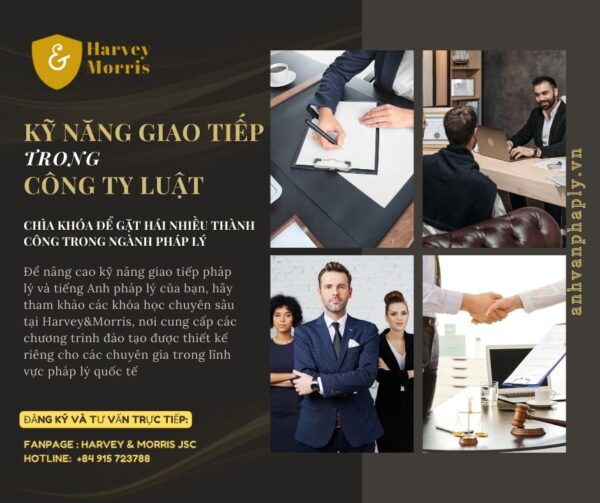 &
Harvey
Morris
KỸ NĂNG GIAO TIẾP
TRONG
CÔNG TY LUẬT
CHÌA KHÓA ĐỂ GẶT HÁI NHIỀU THÀNH
CÔNG TRONG NGÀNH PHÁP LÝ
Để nâng cao kỹ năng giao tiếp pháp
lý và tiếng Anh pháp lý của bạn, hãy
tham khảo các khóa học chuyên sâu
tại Harvey&Morris, nơi cung cấp các
chương trình đào tạo được thiết kế
riêng cho các chuyên gia trong lĩnh
vực pháp lý quốc tế
ĐĂNG KÝ VÀ TƯ VẤN TRỰC TIẾP:
FANPAGE : HARVEY & MORRIS JSC
HOTLINE: +84 915 723788
anhvanphaply.vn